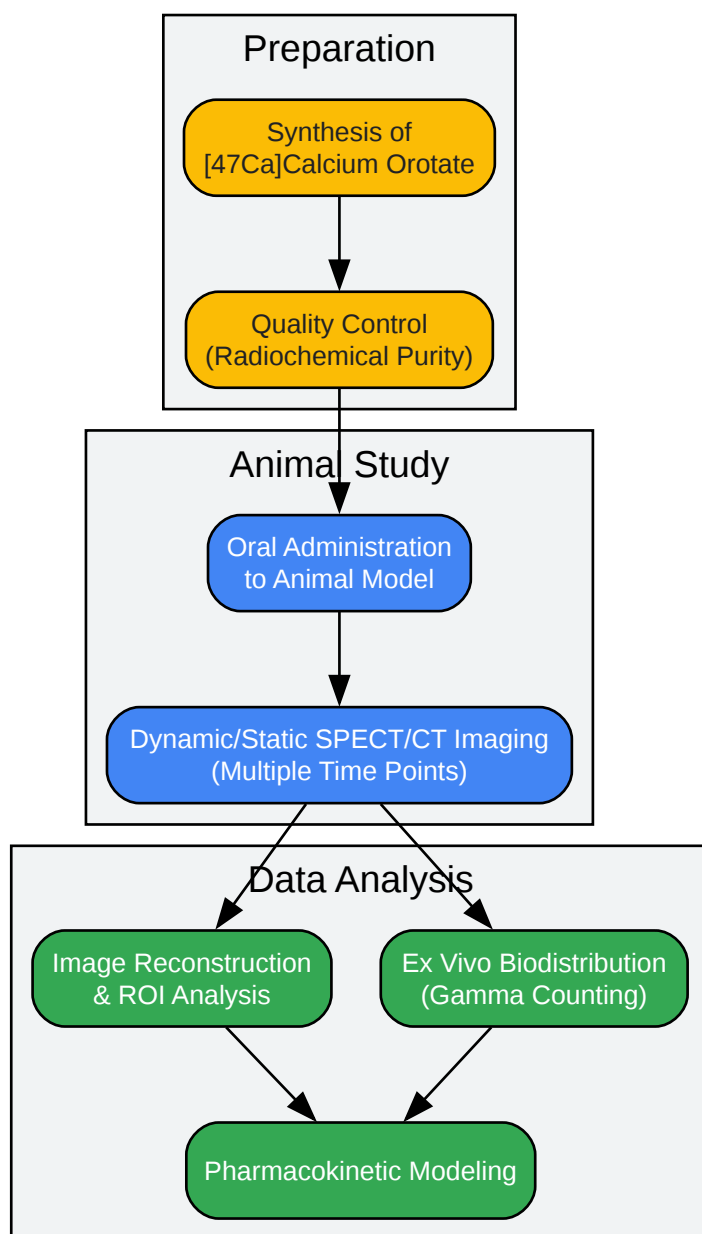 Preparation
Synthesis of
[47Ca]Calcium Orotate
Quality Control
(Radiochemical Purity)
Animal Study
Oral Administration
to Animal Model
Dynamic/Static SPECT/CT Imaging
(Multiple Time Points)
Data Analysis
Image Reconstruction
& ROI Analysis
Ex Vivo Biodistribution
(Gamma Counting)
Pharmacokinetic Modeling